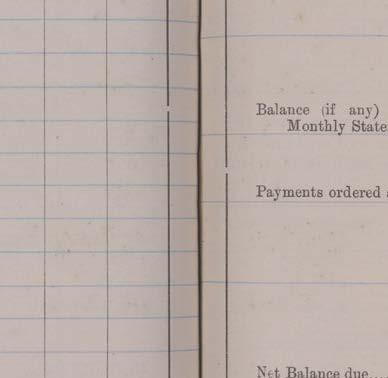 Balance (if any)
Monthly State
Payments ordered
Net Balance due....